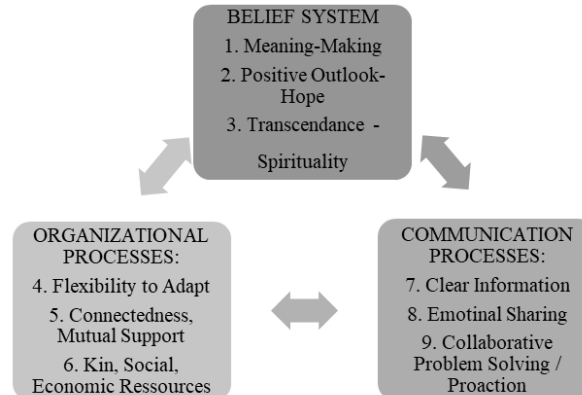 BELIEF SYSTEM
1. Meaning-Making
2. Positive Outlook-
Hope
3. Transcendance -
Spirituality
ORGANIZATIONAL
PROCESSES:
4. Flexibility to Adapt
5. Connectedness,
Mutual Support
6. Kin, Social,
Economic Ressources
COMMUNICATION
PROCESSES:
7. Clear Information
8. Emotinal Sharing
9. Collaborative
Problem Solving /
Proaction